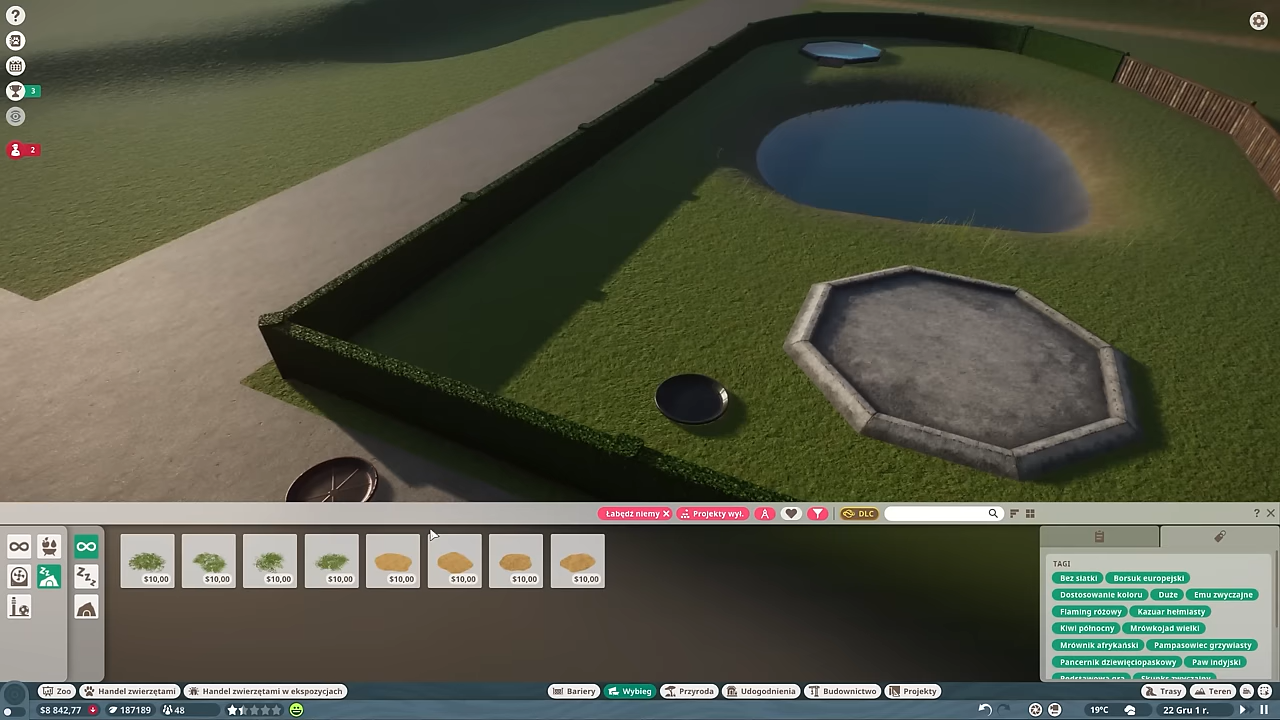 ?
3
2
Łabędź niemy ✕
Projekty wył.
DLC
? ✕
$10,00 $10,00 $10,00 $10,00 $10,00 $10,00 $10,00 $10,00
TAGI
Bez siatki Borsuk europejski
Dostosowanie koloru Duże Emu zwyczajne
Flaming różowy Kazuar hełmiasty
Kiwi północny Mrówkojad wielki
Mrównik afrykański Pampasowiec grzywiasty
Pancernik dziewięciopaskowy Paw indyjski
Zoo Handel zwierzętami Handel zwierzętami w ekspozycjach Bariery Wybieg Przyroda Udogodnienia Budownictwo Projekty Trasy Teren
$8 842,77 187189 48 19°C 22 Gru 1 r.